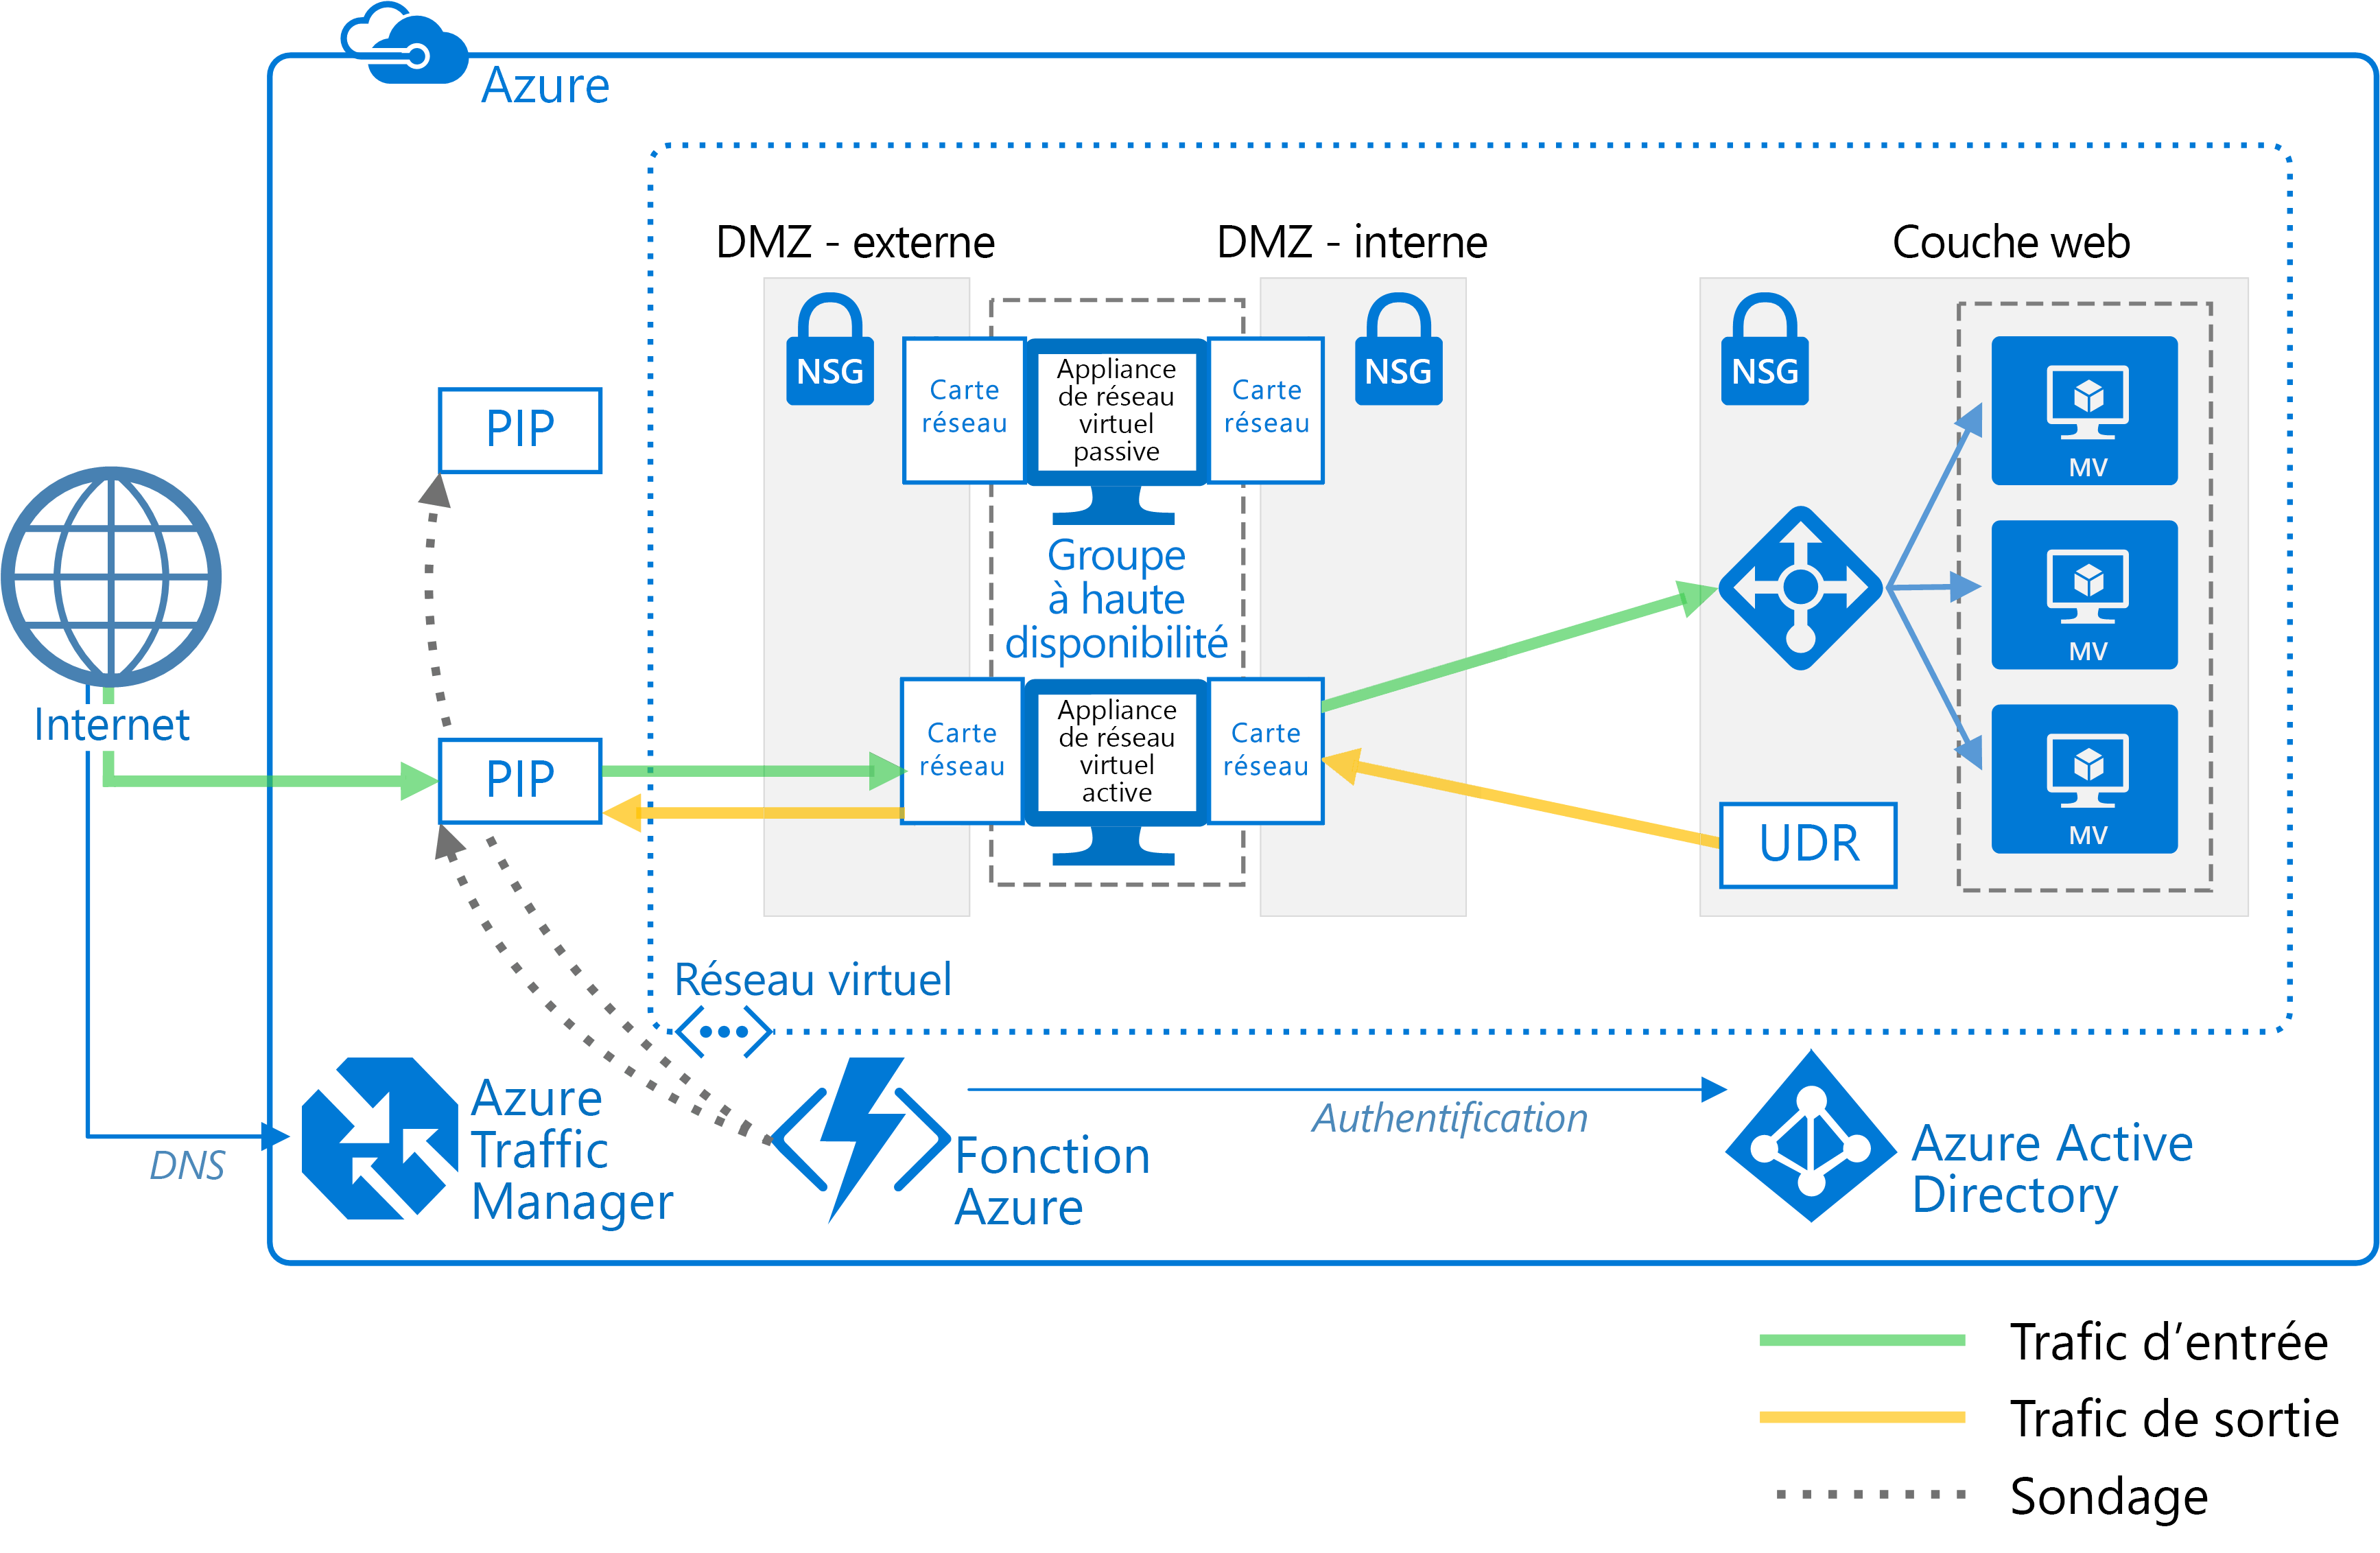 Azure
DMZ - externe
DMZ - interne
Couche web
NSG
Carte
réseau
Appliance
de réseau
virtuel
passive
Carte
réseau
NSG
NSG
MV
PIP
Groupe
à haute
disponibilité
MV
Internet
PIP
Carte
réseau
Appliance
de réseau
virtuel
active
Carte
réseau
UDR
MV
Réseau virtuel
DNS
Azure
Traffic
Manager
Fonction
Azure
Authentification
Azure Active
Directory
Trafic d’entrée
Trafic de sortie
Sondage